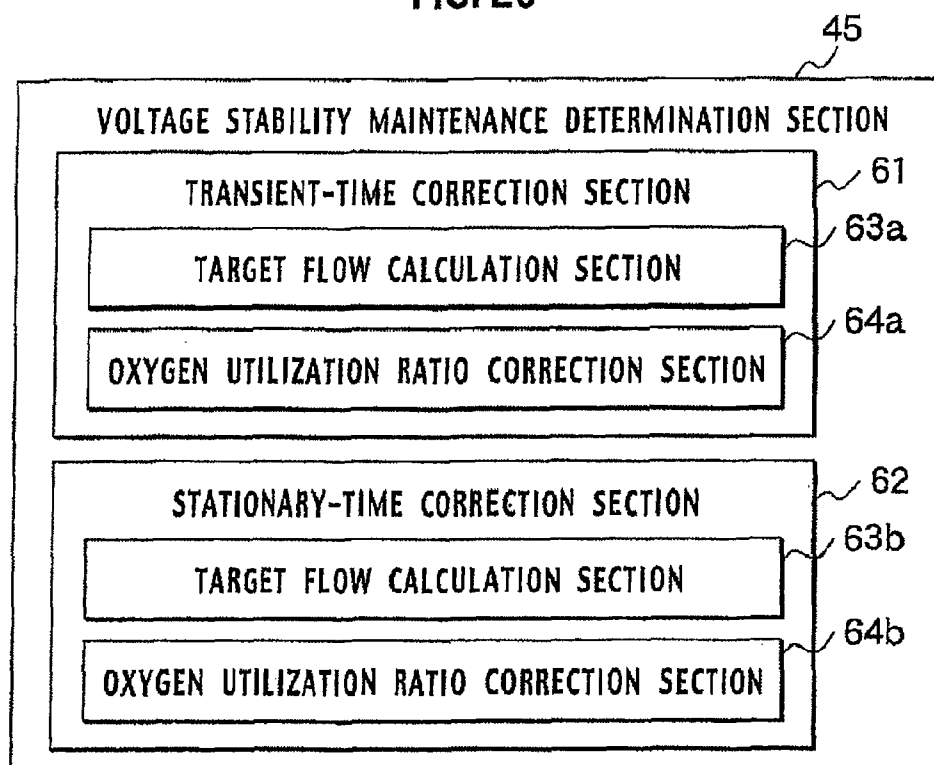 45
VOLTAGE STABILITY MAINTENANCE DETERMINATION SECTION
61
TRANSIENT-TIME CORRECTION SECTION
63a
TARGET FLOW CALCULATION SECTION
64a
OXYGEN UTILIZATION RATIO CORRECTION SECTION
62
STATIONARY-TIME CORRECTION SECTION
63b
TARGET FLOW CALCULATION SECTION
64b
OXYGEN UTILIZATION RATIO CORRECTION SECTION